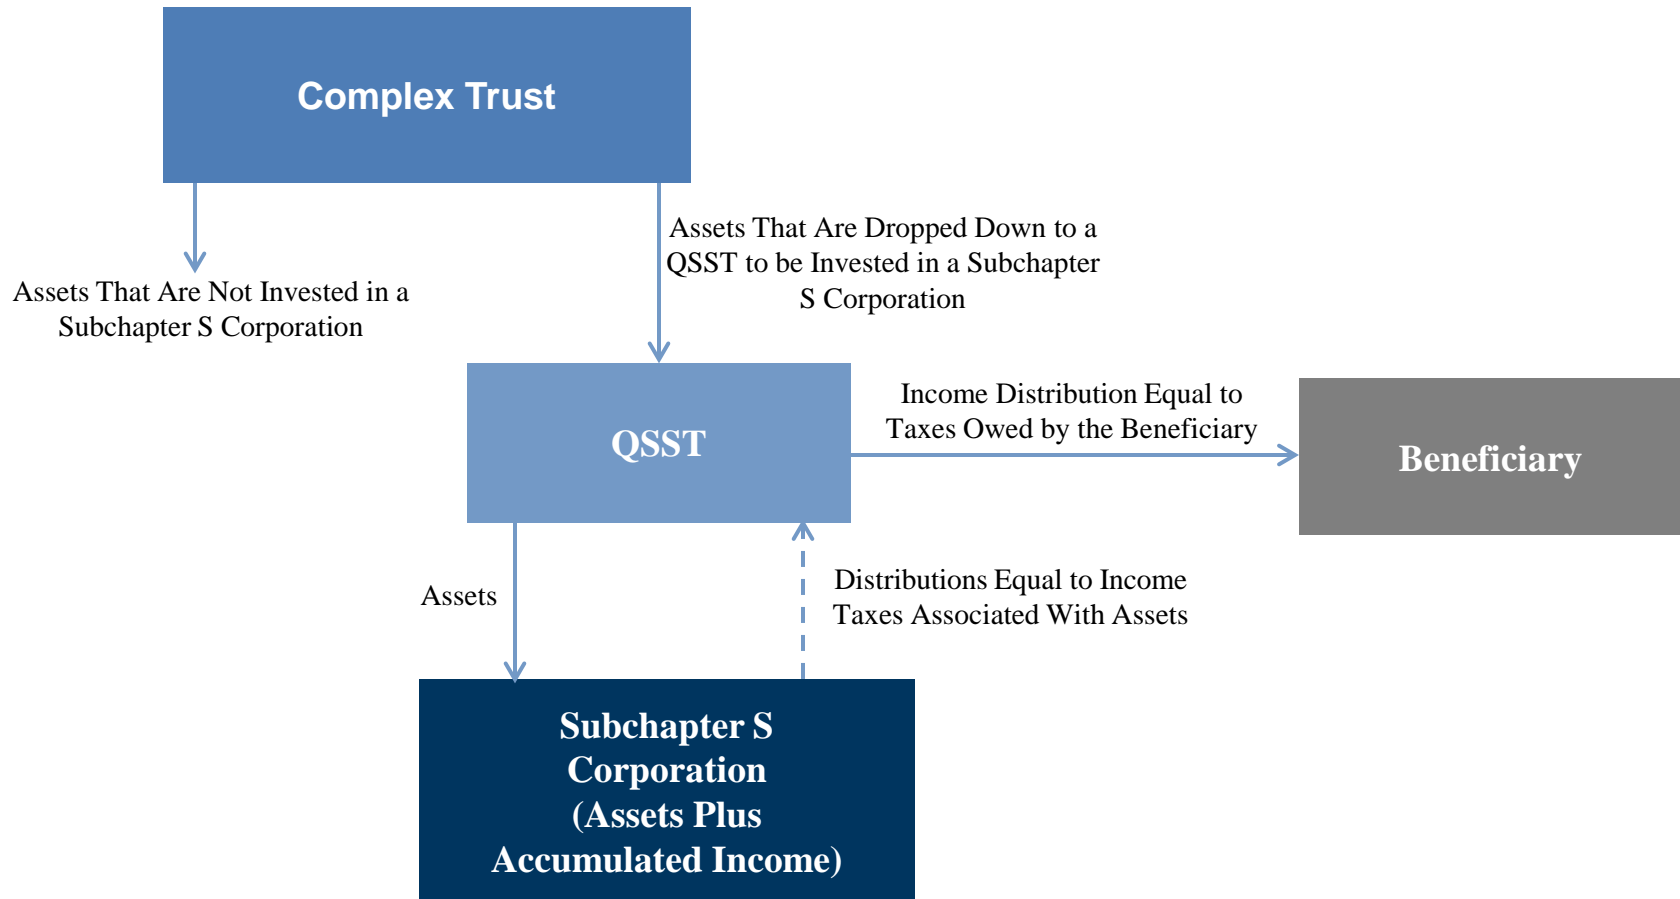 Complex Trust
Assets That Are Dropped Down to a
QSST to be Invested in a Subchapter
S Corporation
Assets That Are Not Invested in a
Subchapter S Corporation
QSST
Income Distribution Equal to
Taxes Owed by the Beneficiary
Beneficiary
Assets
Distributions Equal to Income
Taxes Associated With Assets
Subchapter S
Corporation
(Assets Plus
Accumulated Income)